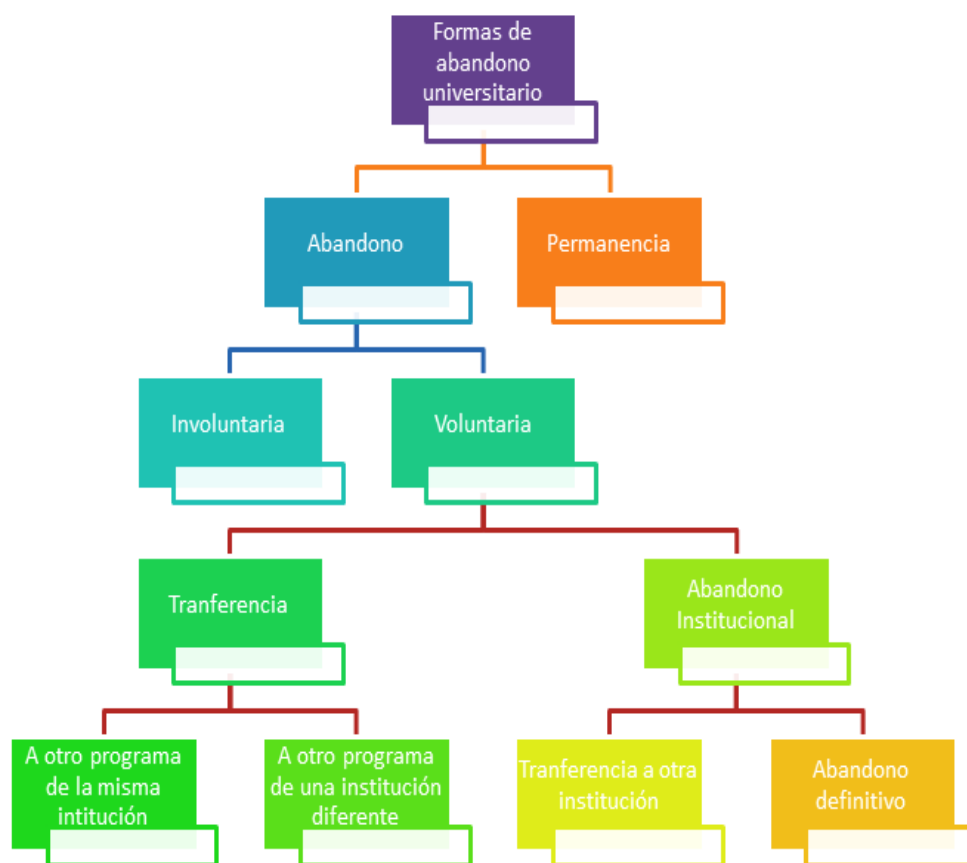 Formas de
abandono
universitario
Abandono
Permanencia
Involuntaria
Voluntaria
Tranferencia
Abandono
Institucional
A otro programa
de la misma
intitución
A otro programa
de una institución
diferente
Tranferencia a otra
institución
Abandono
definitivo